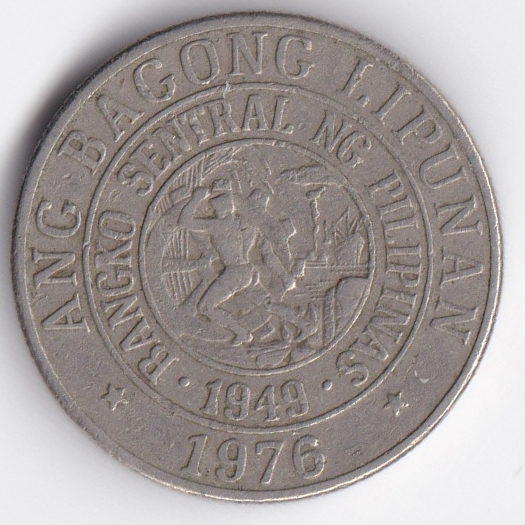 ANG BAGONG LIPUNAN
BANGKO SENTRAL NG PILIPINAS
· 1949 ·
1976